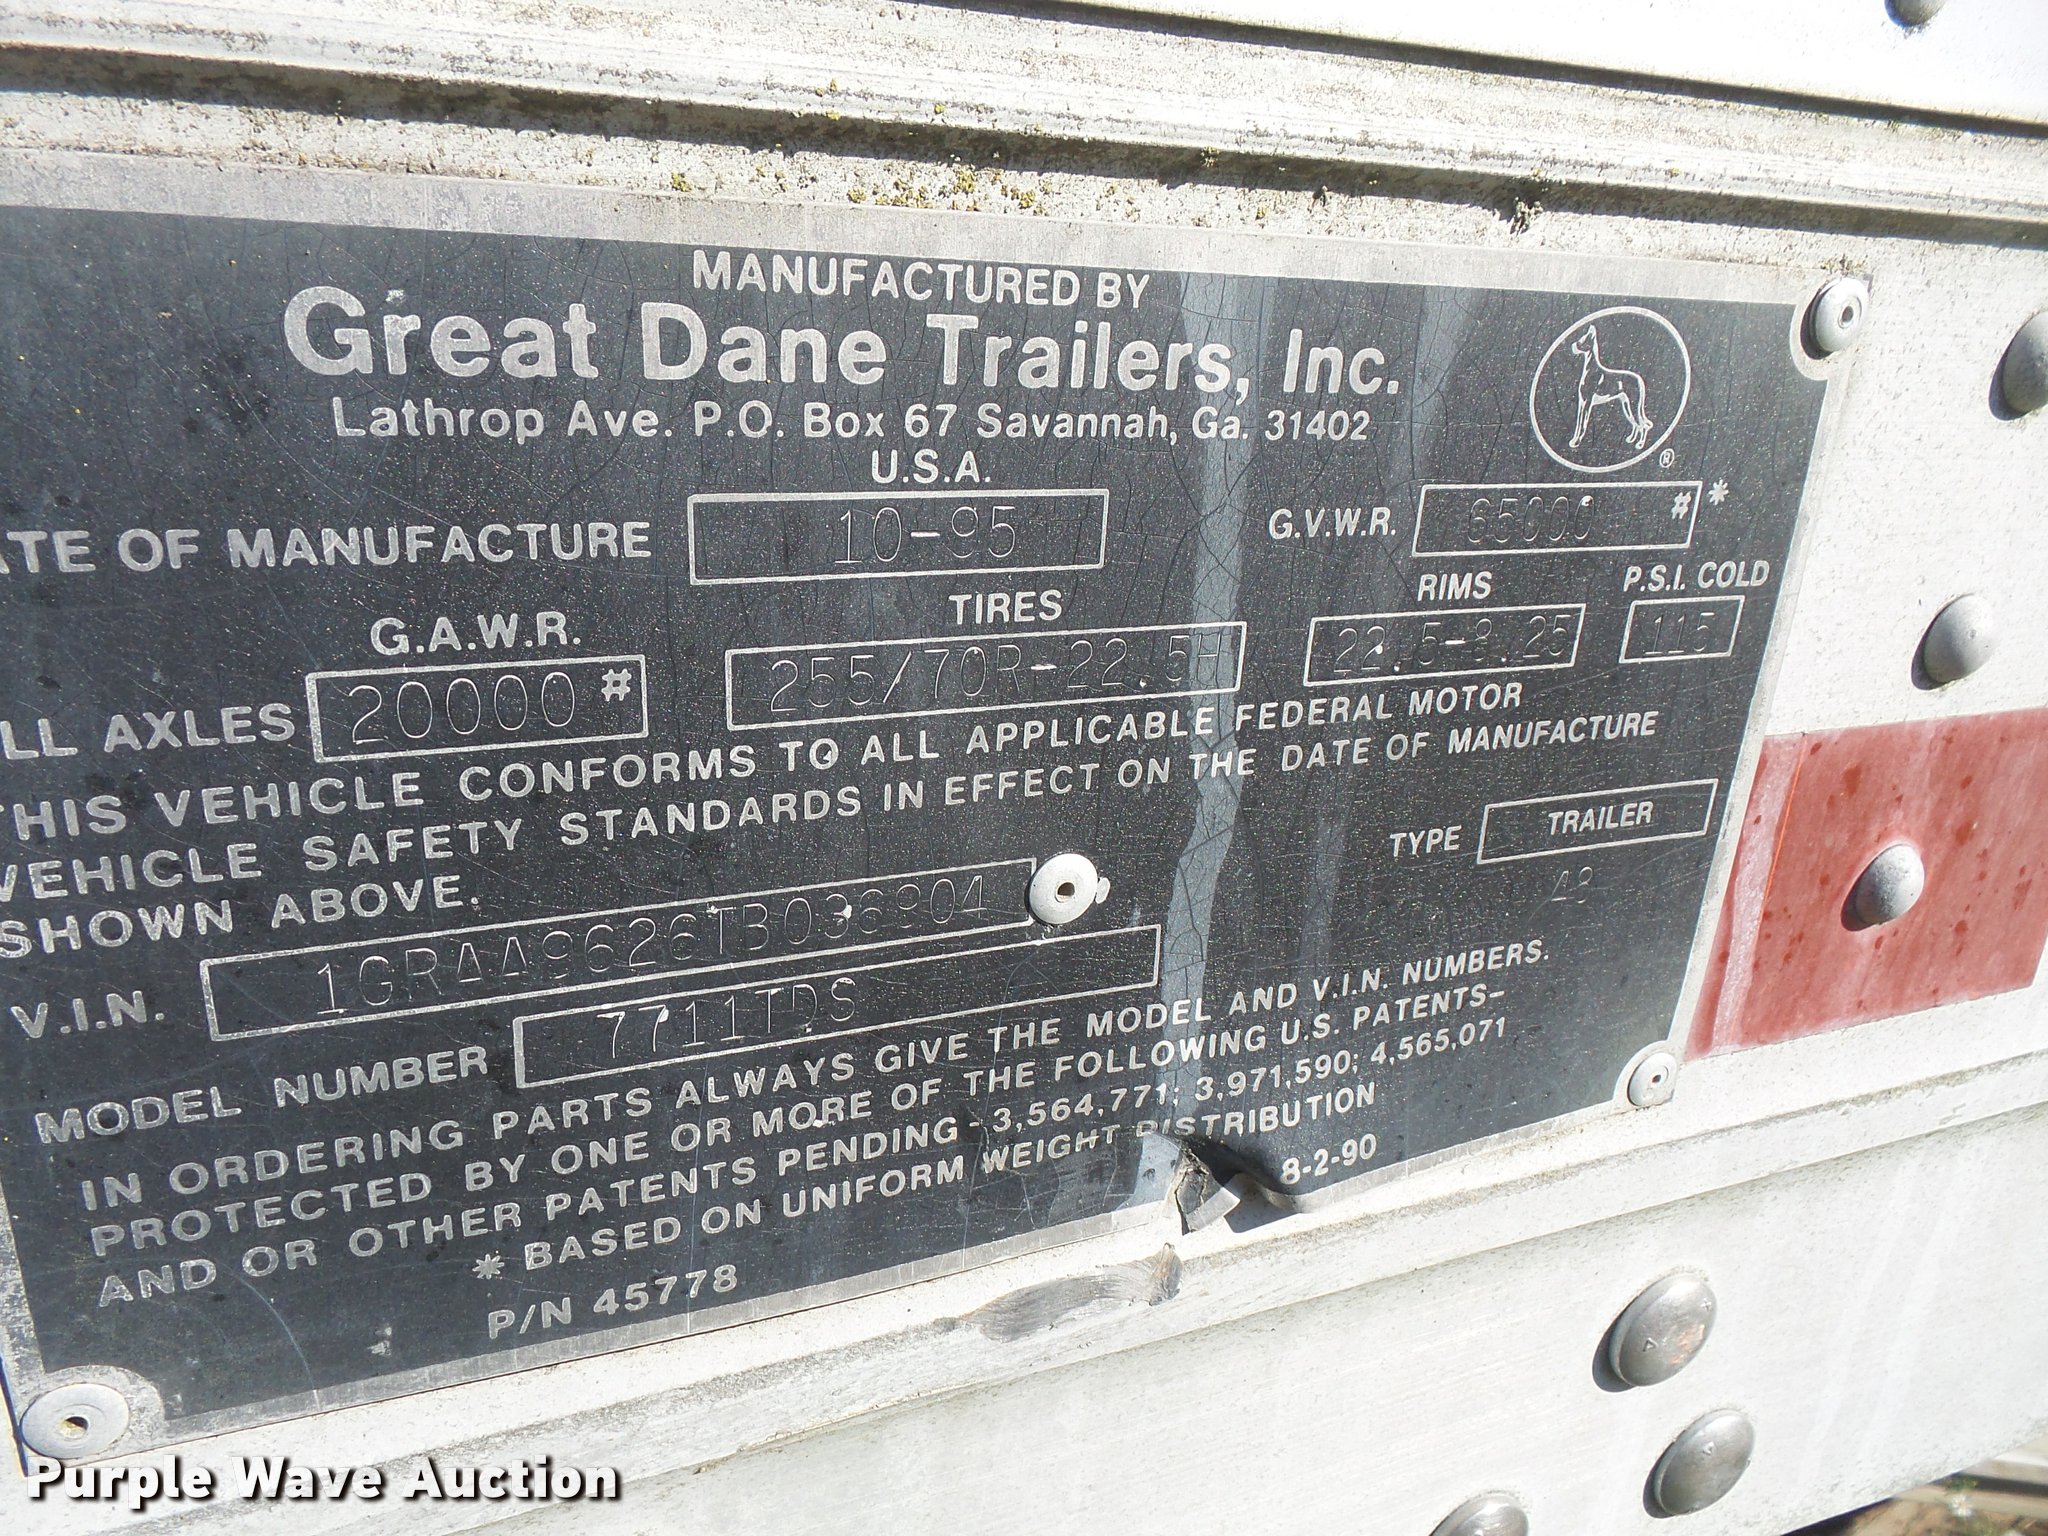 MANUFACTURED BY
Great Dane Trailers, Inc.
Lathrop Ave. P.O. Box 67 Savannah, Ga. 31402
U.S.A.
ATE OF MANUFACTURE 10-95 G.V.W.R. 65000 #*
G.A.W.R. TIRES RIMS P.S.I. COLD
LL AXLES 20000 # 255/70R-22.5H 22.5-8.25 115
THIS VEHICLE CONFORMS TO ALL APPLICABLE FEDERAL MOTOR
VEHICLE SAFETY STANDARDS IN EFFECT ON THE DATE OF MANUFACTURE
SHOWN ABOVE. TYPE TRAILER
48
V.I.N. 1GRAA9626TB036904
MODEL NUMBER 7711TDS
IN ORDERING PARTS ALWAYS GIVE THE MODEL AND V.I.N. NUMBERS.
PROTECTED BY ONE OR MORE OF THE FOLLOWING U.S. PATENTS-
AND OR OTHER PATENTS PENDING - 3,564,771; 3,971,590; 4,565,071
* BASED ON UNIFORM WEIGHT DISTRIBUTION
P/N 45778 8-2-90
Purple Wave Auction